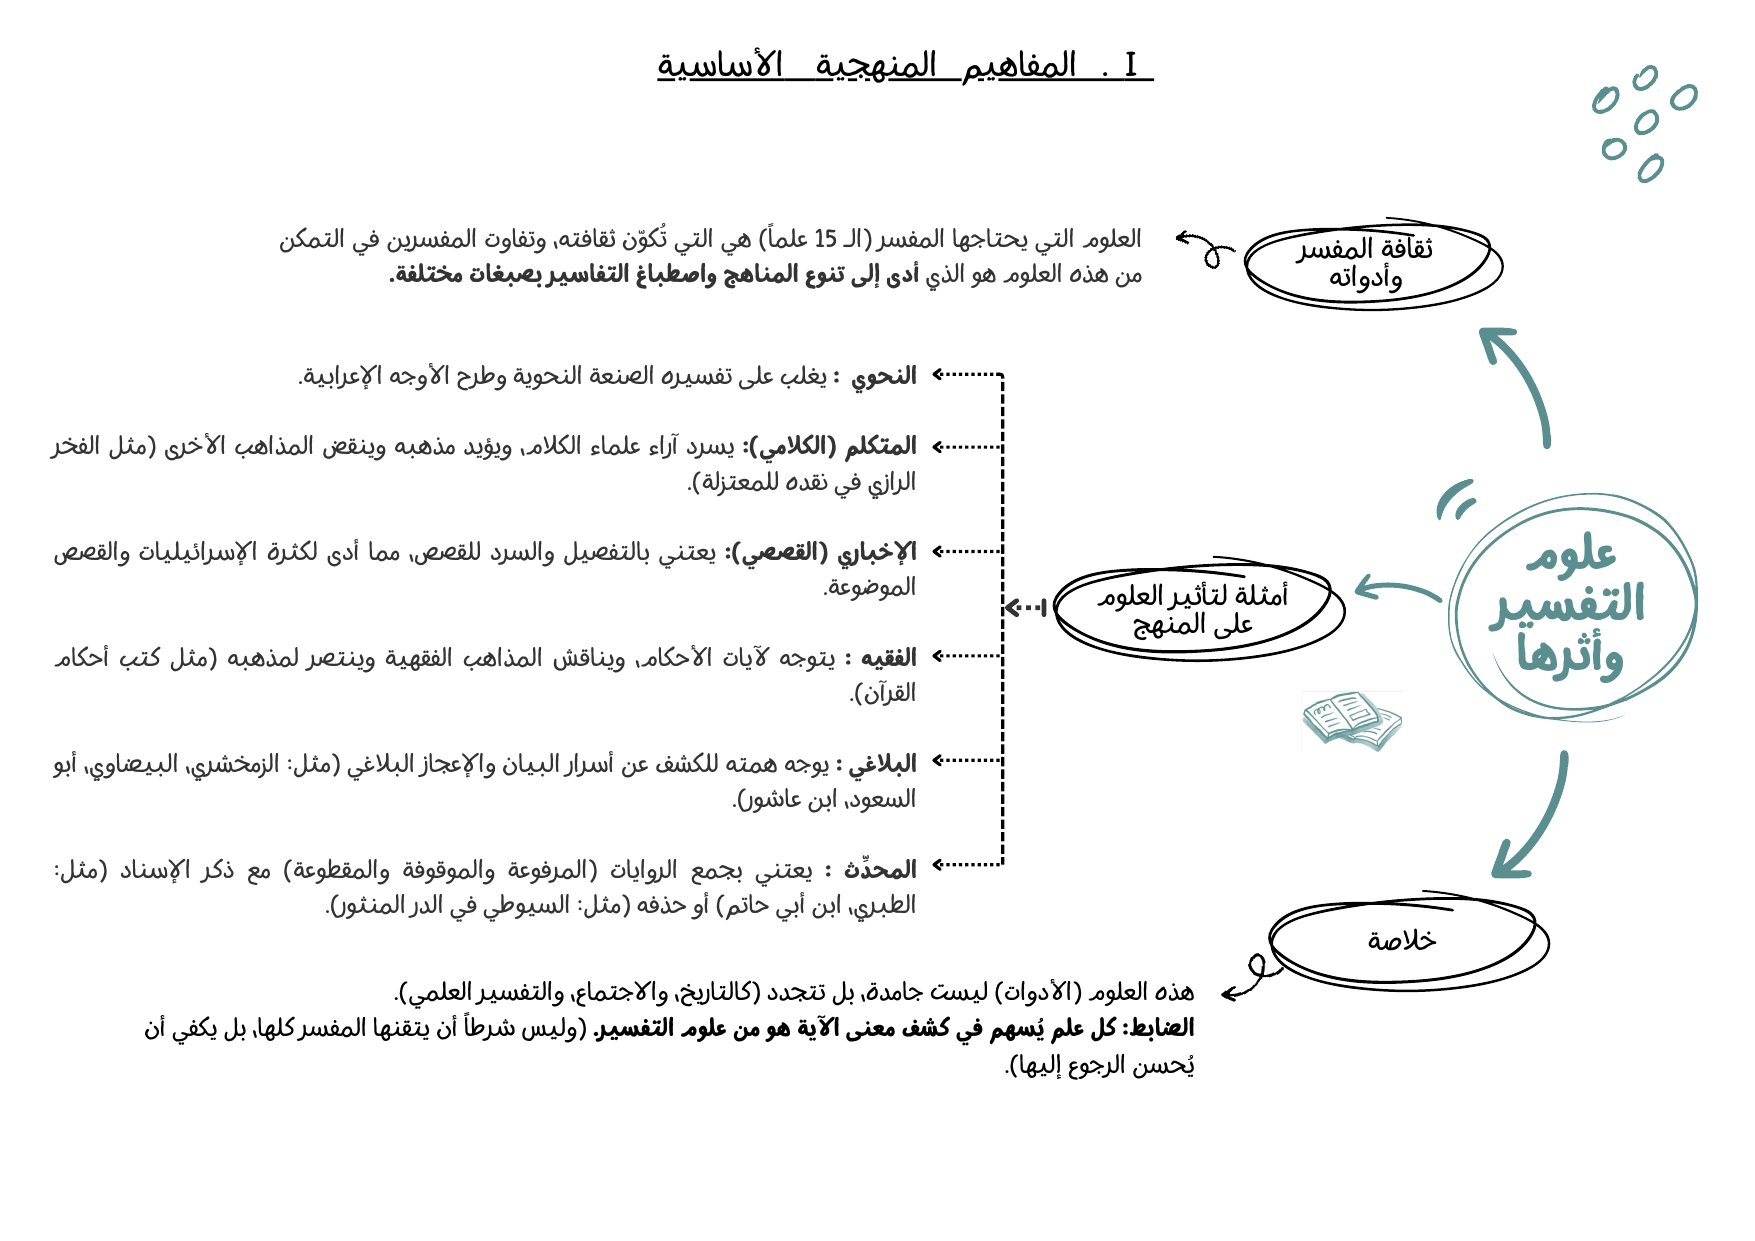 I . المفاهيم المنهجية الأساسية
ثقافة المفسر
وأدواته
العلوم التي يحتاجها المفسر (الـ 15 علماً) هي التي تُكوّن ثقافته، وتفاوت المفسرين في التمكن
من هذه العلوم هو الذي أدى إلى تنوع المناهج واصطباغ التفاسير بصبغات مختلفة.
علوم
التفسير
وأثرها
أمثلة لتأثير العلوم
على المنهج
النحوي : يغلب على تفسيره الصنعة النحوية وطرح الأوجه الإعرابية.
المتكلم (الكلامي): يسرد آراء علماء الكلام، ويؤيد مذهبه وينقض المذاهب الأخرى (مثل الفخر
الرازي في نقده للمعتزلة).
الإخباري (القصصي): يعتني بالتفصيل والسرد للقصص، مما أدى لكثرة الإسرائيليات والقصص
الموضوعة.
الفقيه : يتوجه لآيات الأحكام، ويناقش المذاهب الفقهية وينتصر لمذهبه (مثل كتب أحكام
القرآن).
البلاغي : يوجه همته للكشف عن أسرار البيان والإعجاز البلاغي (مثل: الزمخشري، البيضاوي، أبو
السعود، ابن عاشور).
المحدِّث : يعتني بجمع الروايات (المرفوعة والموقوفة والمقطوعة) مع ذكر الإسناد (مثل:
الطبري، ابن أبي حاتم) أو حذفه (مثل: السيوطي في الدر المنثور).
خلاصة
هذه العلوم (الأدوات) ليست جامدة، بل تتجدد (كالتاريخ، والاجتماع، والتفسير العلمي).
الضابط: كل علم يُسهم في كشف معنى الآية هو من علوم التفسير. (وليس شرطاً أن يتقنها المفسر كلها، بل يكفي أن
يُحسن الرجوع إليها).